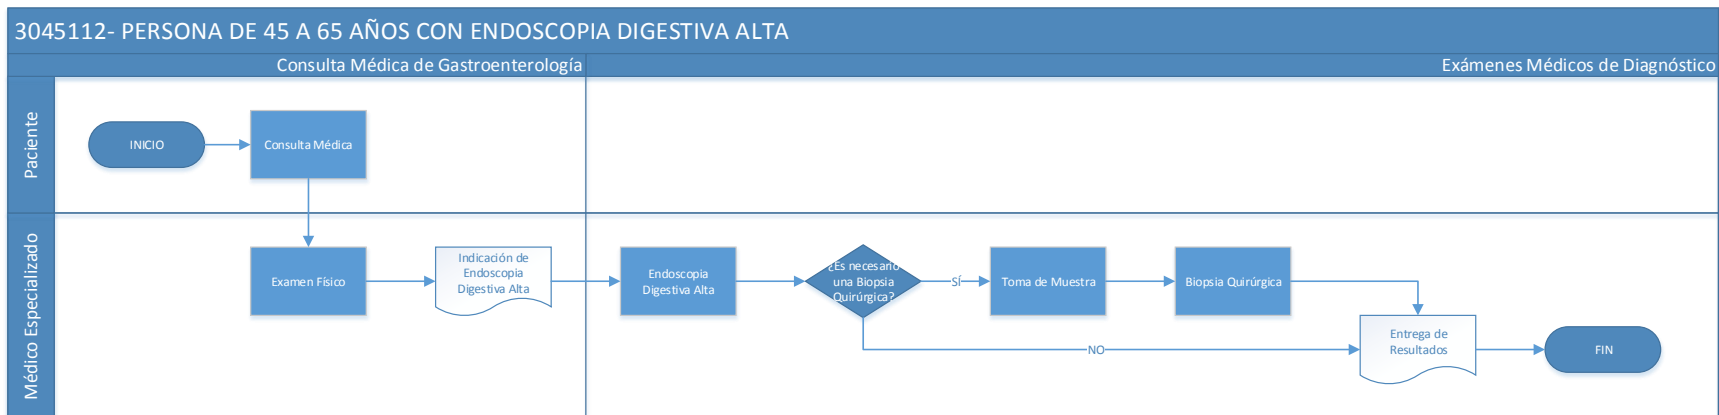 3045112- PERSONA DE 45 A 65 AÑOS CON ENDOSCOPIA DIGESTIVA ALTA
Consulta Médica de Gastroenterología
Exámenes Médicos de Diagnóstico
Paciente
INICIO
Consulta Médica
Médico Especializado
Examen Físico
Indicación de
Endoscopia
Digestiva Alta
Endoscopia
Digestiva Alta
¿Es necesario
una Biopsia
Quirúrgica?
SÍ
Toma de Muestra
Biopsia Quirúrgica
NO
Entrega de
Resultados
FIN